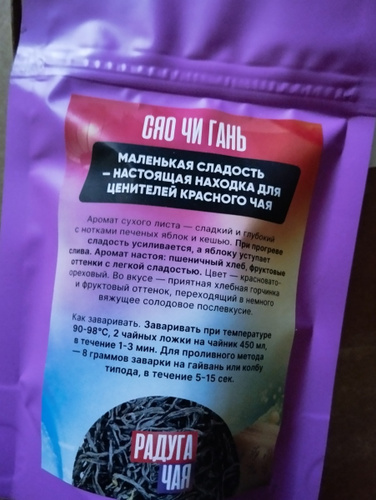 СЯО ЧИ ГАНЬ
МАЛЕНЬКАЯ СЛАДОСТЬ
– НАСТОЯЩАЯ НАХОДКА ДЛЯ
ЦЕНИТЕЛЕЙ КРАСНОГО ЧАЯ
Аромат сухого листа — сладкий и глубокий
с нотками печеных яблок и кешью. При прогреве
сладость усиливается, а яблоку уступает
слива. Аромат настоя: пшеничный хлеб, фруктовые
оттенки с легкой сладостью. Цвет — красновато-
ореховый. Во вкусе — приятная хлебная горчинка
и фруктовый оттенок, переходящий в немного
вяжущее солодовое послевкусие.
Как заваривать. Заваривать при температуре
90-98°C, 2 чайных ложки на чайник 450 мл,
в течение 1-3 мин. Для проливного метода
— 8 граммов заварки на гайвань или колбу
типода, в течение 5-15 сек.
РАДУГА
ЧАЯ